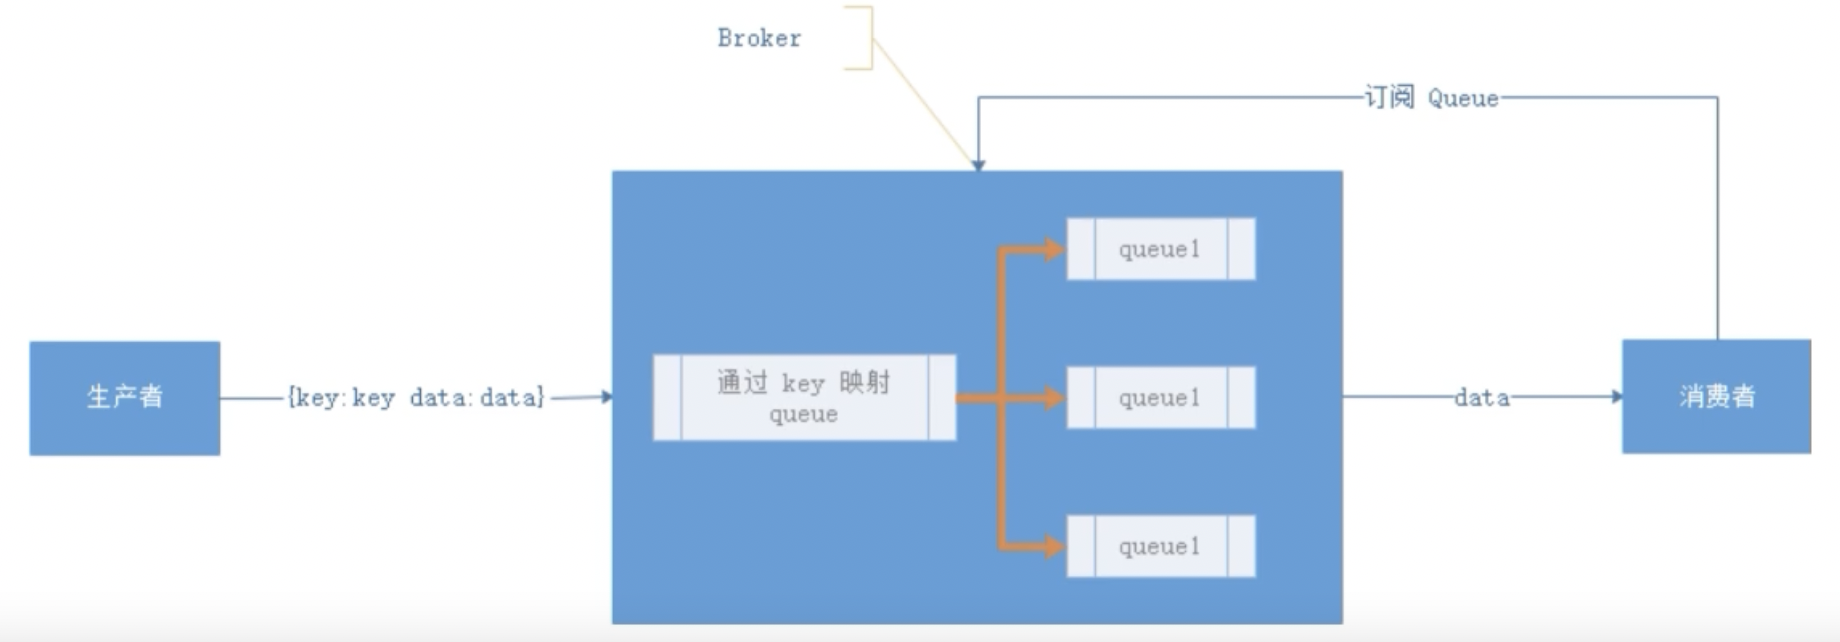 Broker
订阅 Queue
queue1
生产者
{key:key data:data}
通过 key 映射
queue
queue1
data
消费者
queue1